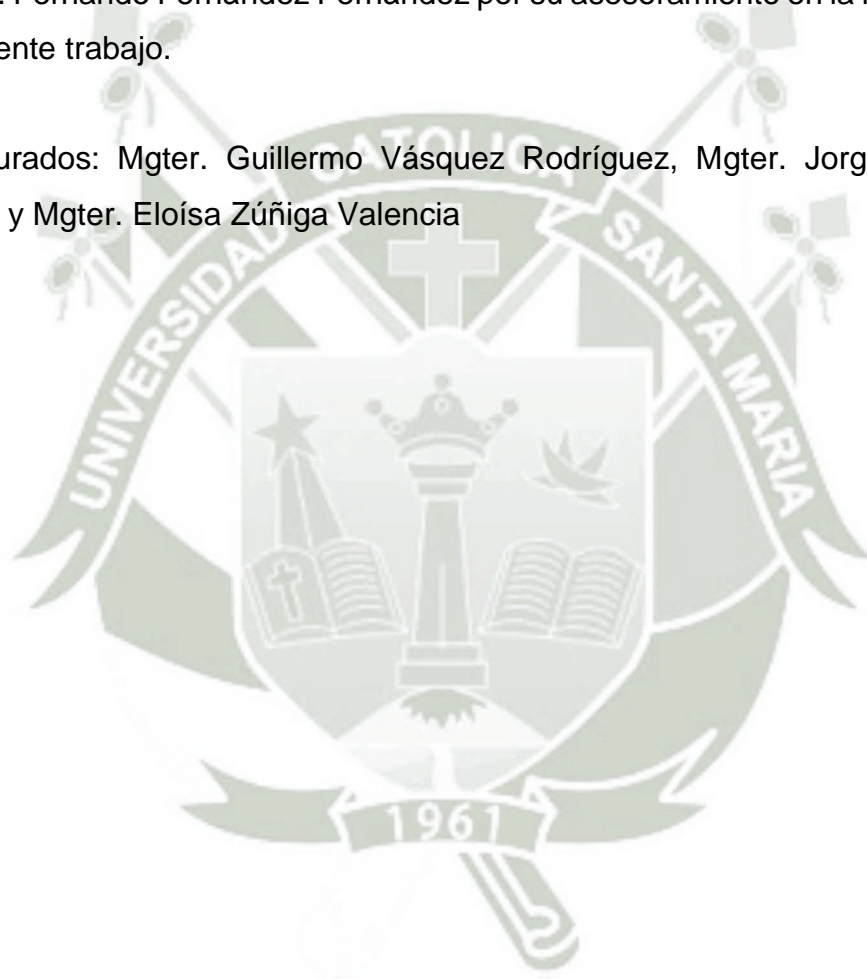 Fernando Fernández Fernández por su asesoramiento en la
ente trabajo.
urados: Mgter. Guillermo Vásquez Rodríguez, Mgter. Jorg
y Mgter. Eloísa Zúñiga Valencia
UNIVERSIDAD CATOLICA SANTA MARIA
1961